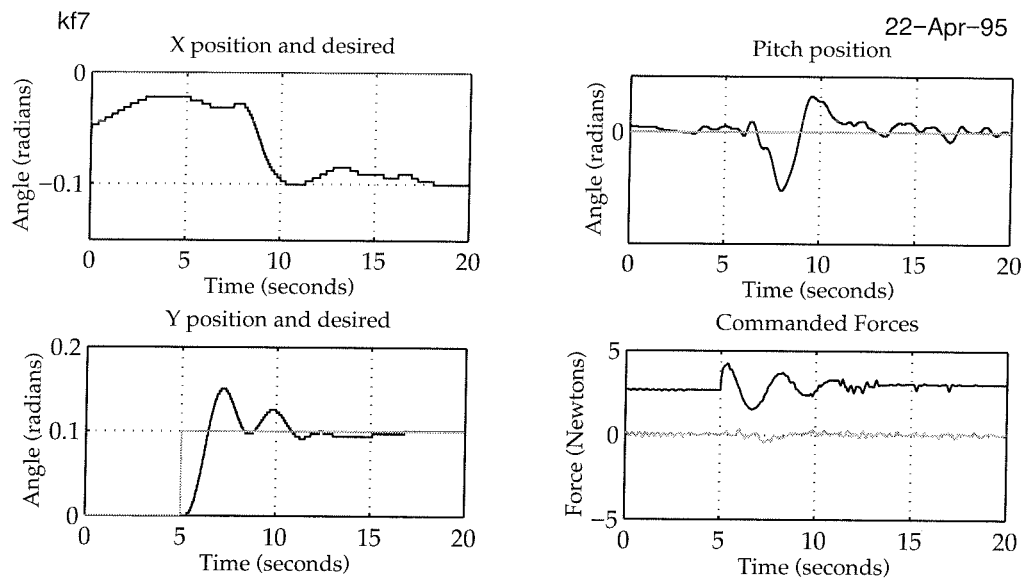 kf7
22-Apr-95
X position and desired
Angle (radians)
0
-0.1
0 5 10 15 20
Time (seconds)
Pitch position
Angle (radians)
0
0 5 10 15 20
Time (seconds)
Y position and desired
Angle (radians)
0.2
0.1
0
0 5 10 15 20
Time (seconds)
Commanded Forces
Force (Newtons)
5
0
-5
0 5 10 15 20
Time (seconds)